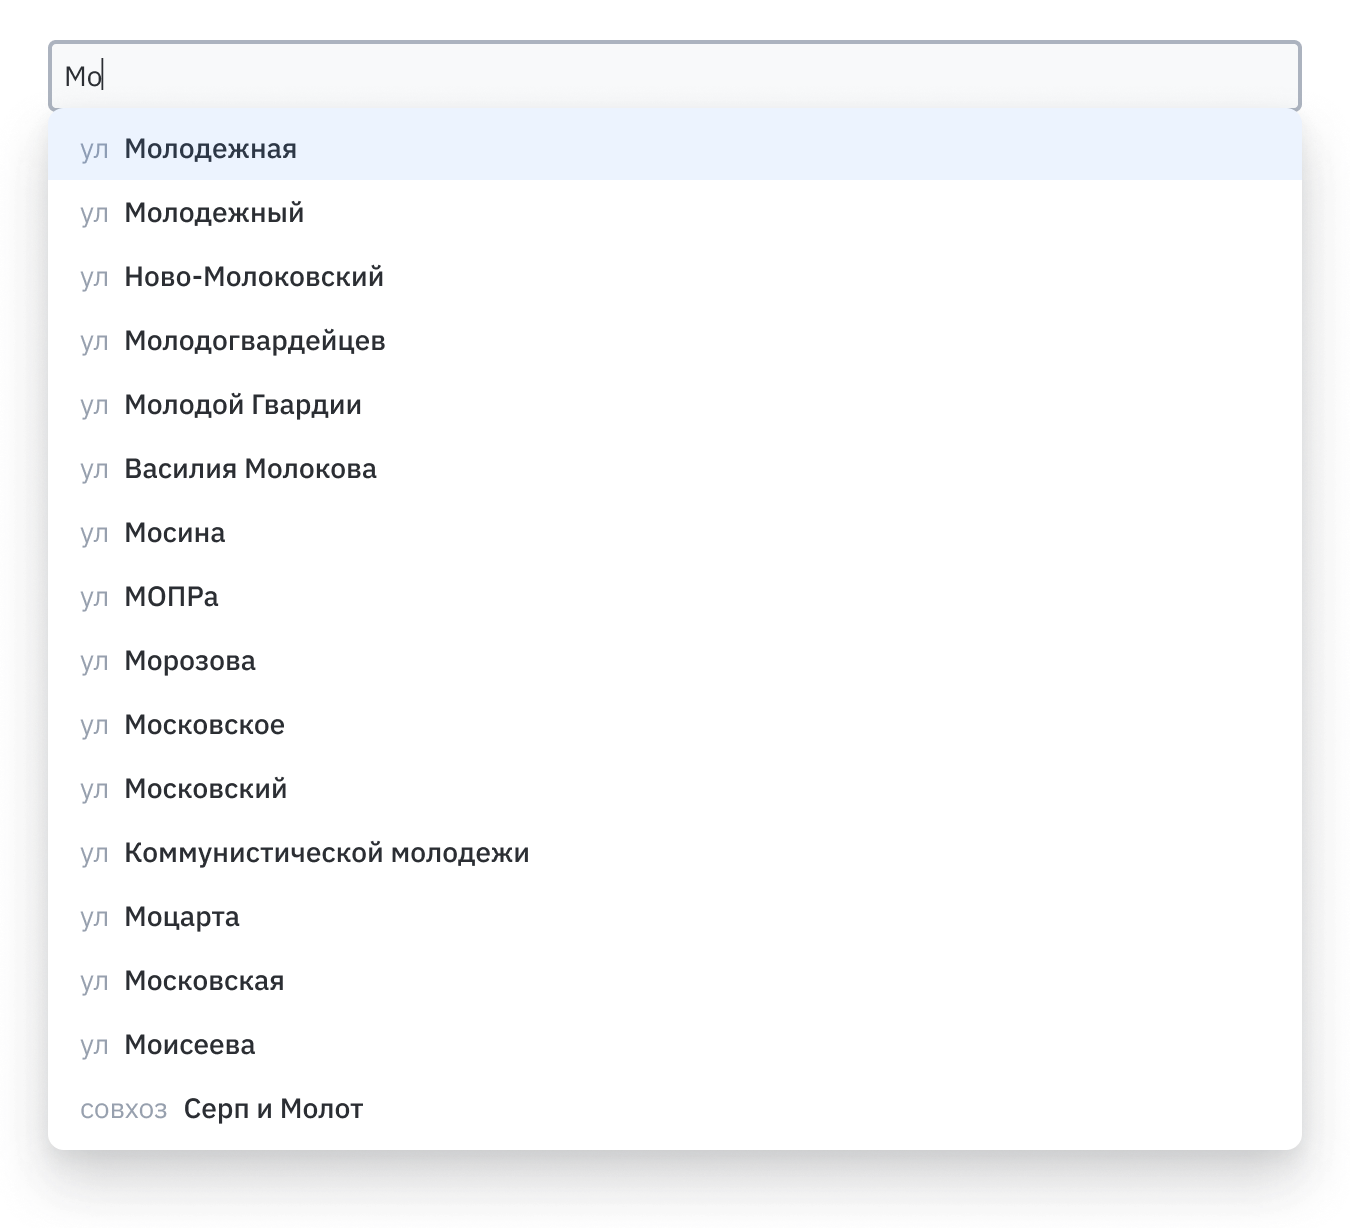 Мо
ул Молодежная
ул Молодежный
ул Ново-Молоковский
ул Молодогвардейцев
ул Молодой Гвардии
ул Василия Молокова
ул Мосина
ул МОПРа
ул Морозова
ул Московское
ул Московский
ул Коммунистической молодежи
ул Моцарта
ул Московская
ул Моисеева
совхоз Серп и Молот